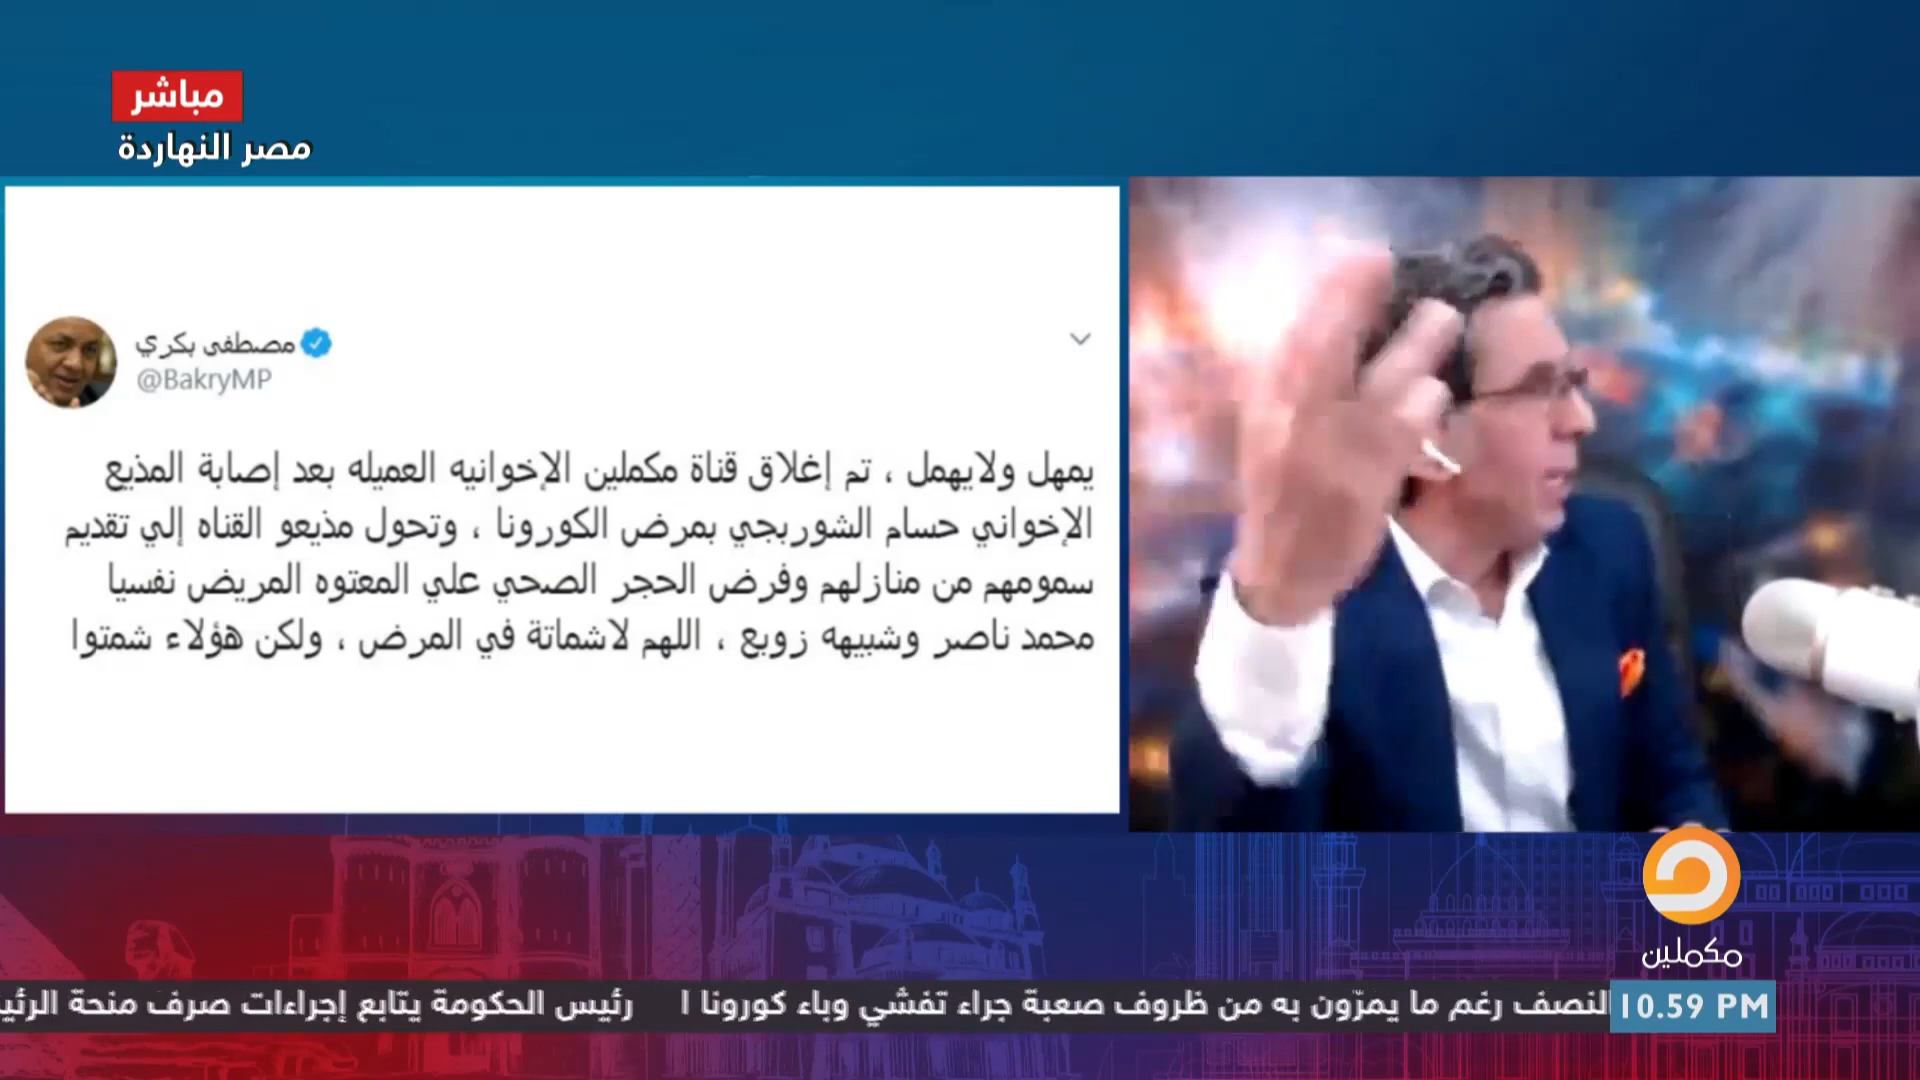 مباشر
مصر النهاردة
مصطفى بكري
@BakryMP
يمهل ولايهمل ، تم إغلاق قناة مكملين الإخوانيه العميله بعد إصابة المذيع
الإخواني حسام الشوربجي بمرض الكورونا ، وتحول مذيعو القناه إلي تقديم
سمومهم من منازلهم وفرض الحجر الصحي علي المعتوه المريض نفسيا
محمد ناصر وشبيهه زوبع ، اللهم لاشماتة في المرض ، ولكن هؤلاء شمتوا
مكملين
النصف رغم ما يمرّون به من ظروف صعبة جراء تفشّي وباء كورونا ا رئيس الحكومة يتابع إجراءات صرف منحة
10.59 PM